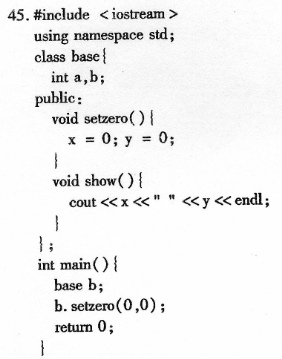 45. #include <iostream>
using namespace std;
class base{
int a,b;
public:
void setzero(){
x = 0; y = 0;
}
void show(){
cout<<x<<" "<<y<<endl;
}
};
int main(){
base b;
b. setzero(0,0);
return 0;
}